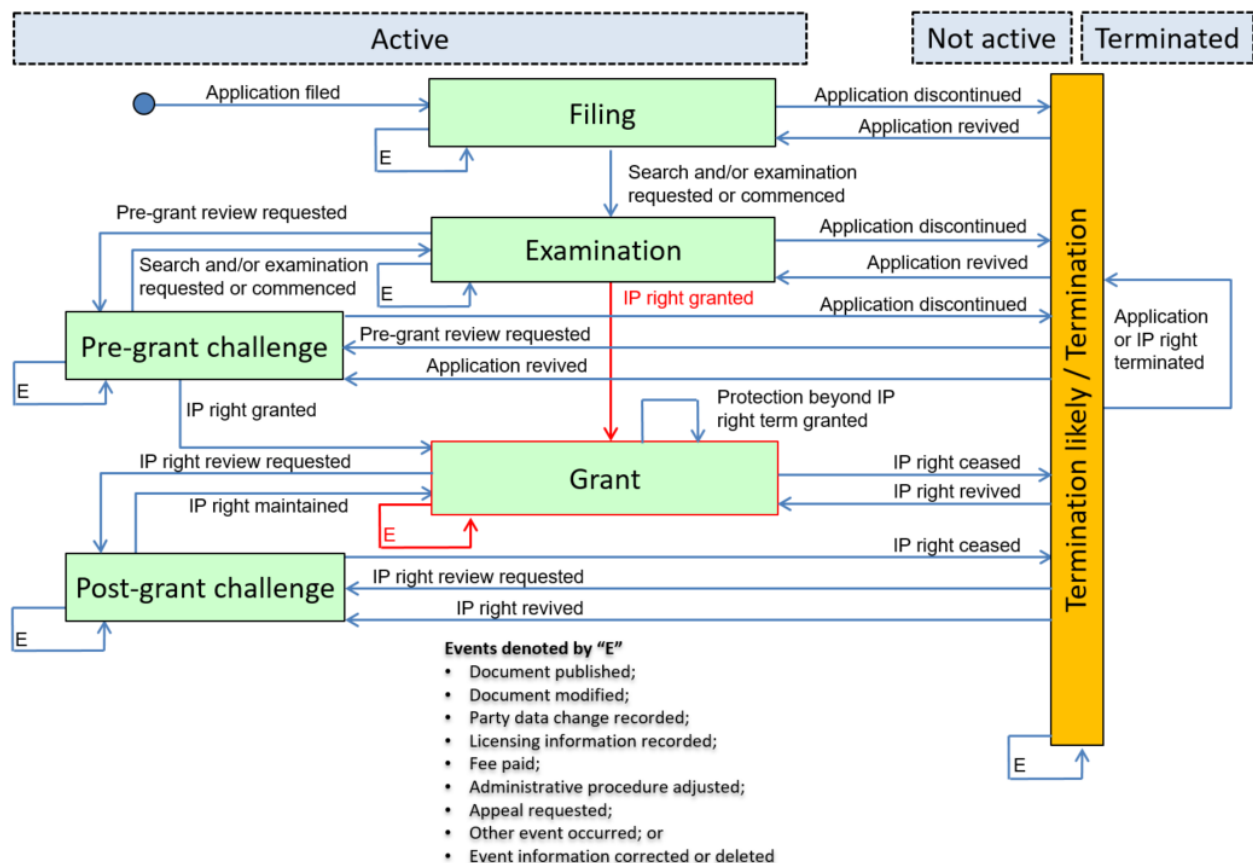 Active
Not active
Terminated
Application filed
Filing
Application discontinued
Application revived
E
Search and/or examination
requested or commenced
Pre-grant review requested
Examination
Application discontinued
Application revived
Search and/or examination
requested or commenced
E
IP right granted
Application discontinued
Pre-grant challenge
Pre-grant review requested
Application revived
E
IP right granted
Application
or IP right
terminated
Termination likely / Termination
Protection beyond IP
right term granted
IP right review requested
Grant
IP right ceased
IP right revived
IP right maintained
E
IP right ceased
Post-grant challenge
IP right review requested
IP right revived
E
Events denoted by “E”
• Document published;
• Document modified;
• Party data change recorded;
• Licensing information recorded;
• Fee paid;
• Administrative procedure adjusted;
• Appeal requested;
• Other event occurred; or
• Event information corrected or deleted
E